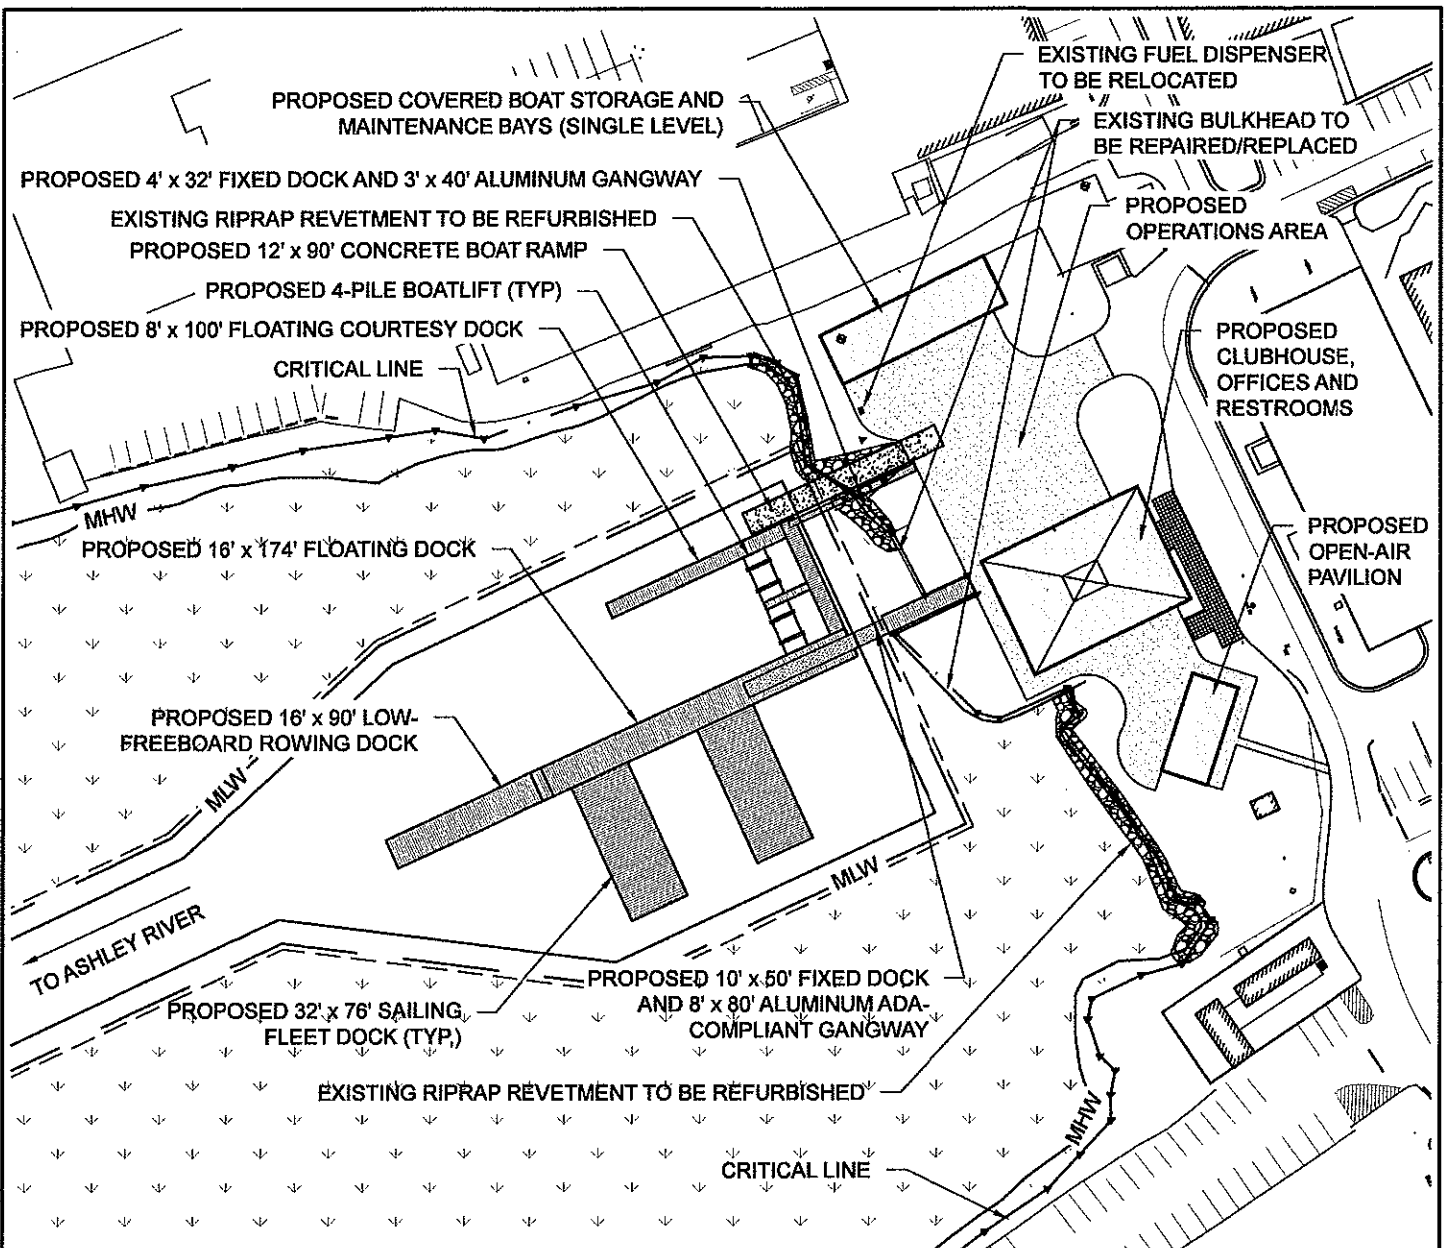 EXISTING FUEL DISPENSER
TO BE RELOCATED
PROPOSED COVERED BOAT STORAGE AND
MAINTENANCE BAYS (SINGLE LEVEL)
EXISTING BULKHEAD TO
BE REPAIRED/REPLACED
PROPOSED 4' x 32' FIXED DOCK AND 3' x 40' ALUMINUM GANGWAY
EXISTING RIPRAP REVETMENT TO BE REFURBISHED
PROPOSED 12' x 90' CONCRETE BOAT RAMP
PROPOSED 4-PILE BOATLIFT (TYP)
PROPOSED 8' x 100' FLOATING COURTESY DOCK
CRITICAL LINE
PROPOSED
OPERATIONS AREA
PROPOSED
CLUBHOUSE,
OFFICES AND
RESTROOMS
MHW
PROPOSED 16' x 174' FLOATING DOCK
PROPOSED
OPEN-AIR
PAVILION
PROPOSED 16' x 90' LOW-
FREEBOARD ROWING DOCK
MLW
MLW
TO ASHLEY RIVER
PROPOSED 32' x 76' SAILING
FLEET DOCK (TYP.)
PROPOSED 10' x 50' FIXED DOCK
AND 8' x 80' ALUMINUM ADA-
COMPLIANT GANGWAY
EXISTING RIPRAP REVETMENT TO BE REFURBISHED
MHW
CRITICAL LINE